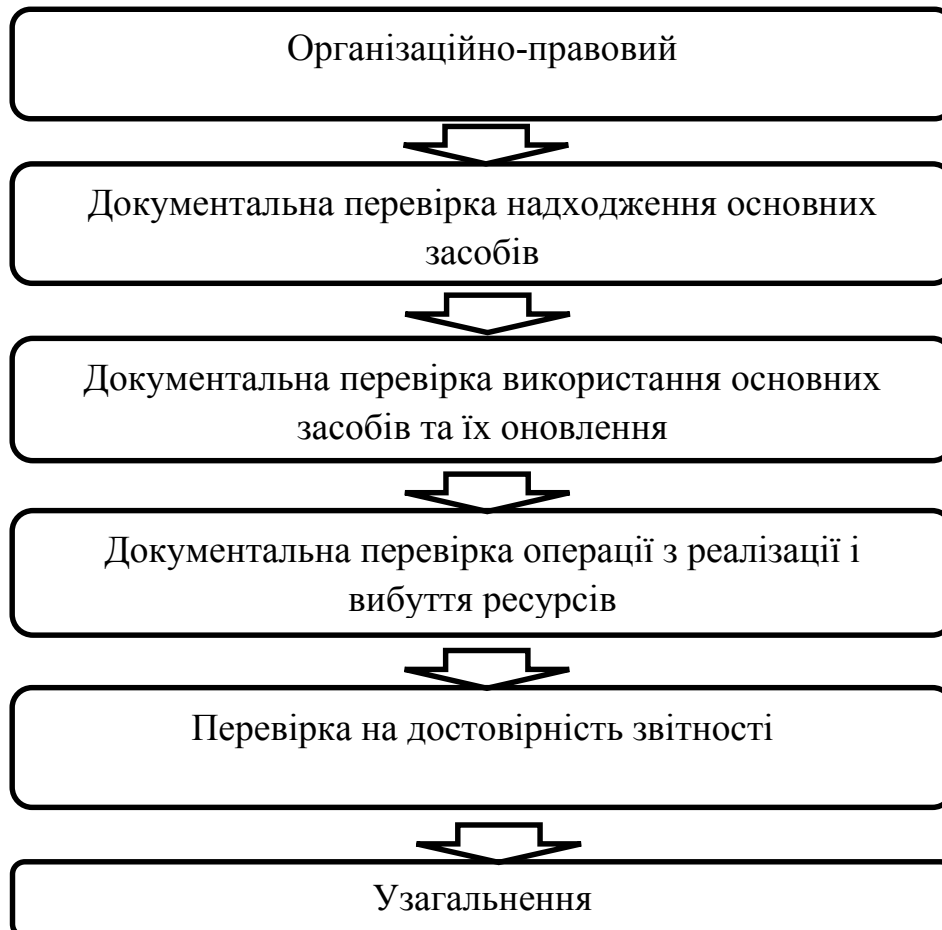 Організаційно-правовий
Документальна перевірка надходження основних
засобів
Документальна перевірка використання основних
засобів та їх оновлення
Документальна перевірка операції з реалізації і
вибуття ресурсів
Перевірка на достовірність звітності
Узагальнення